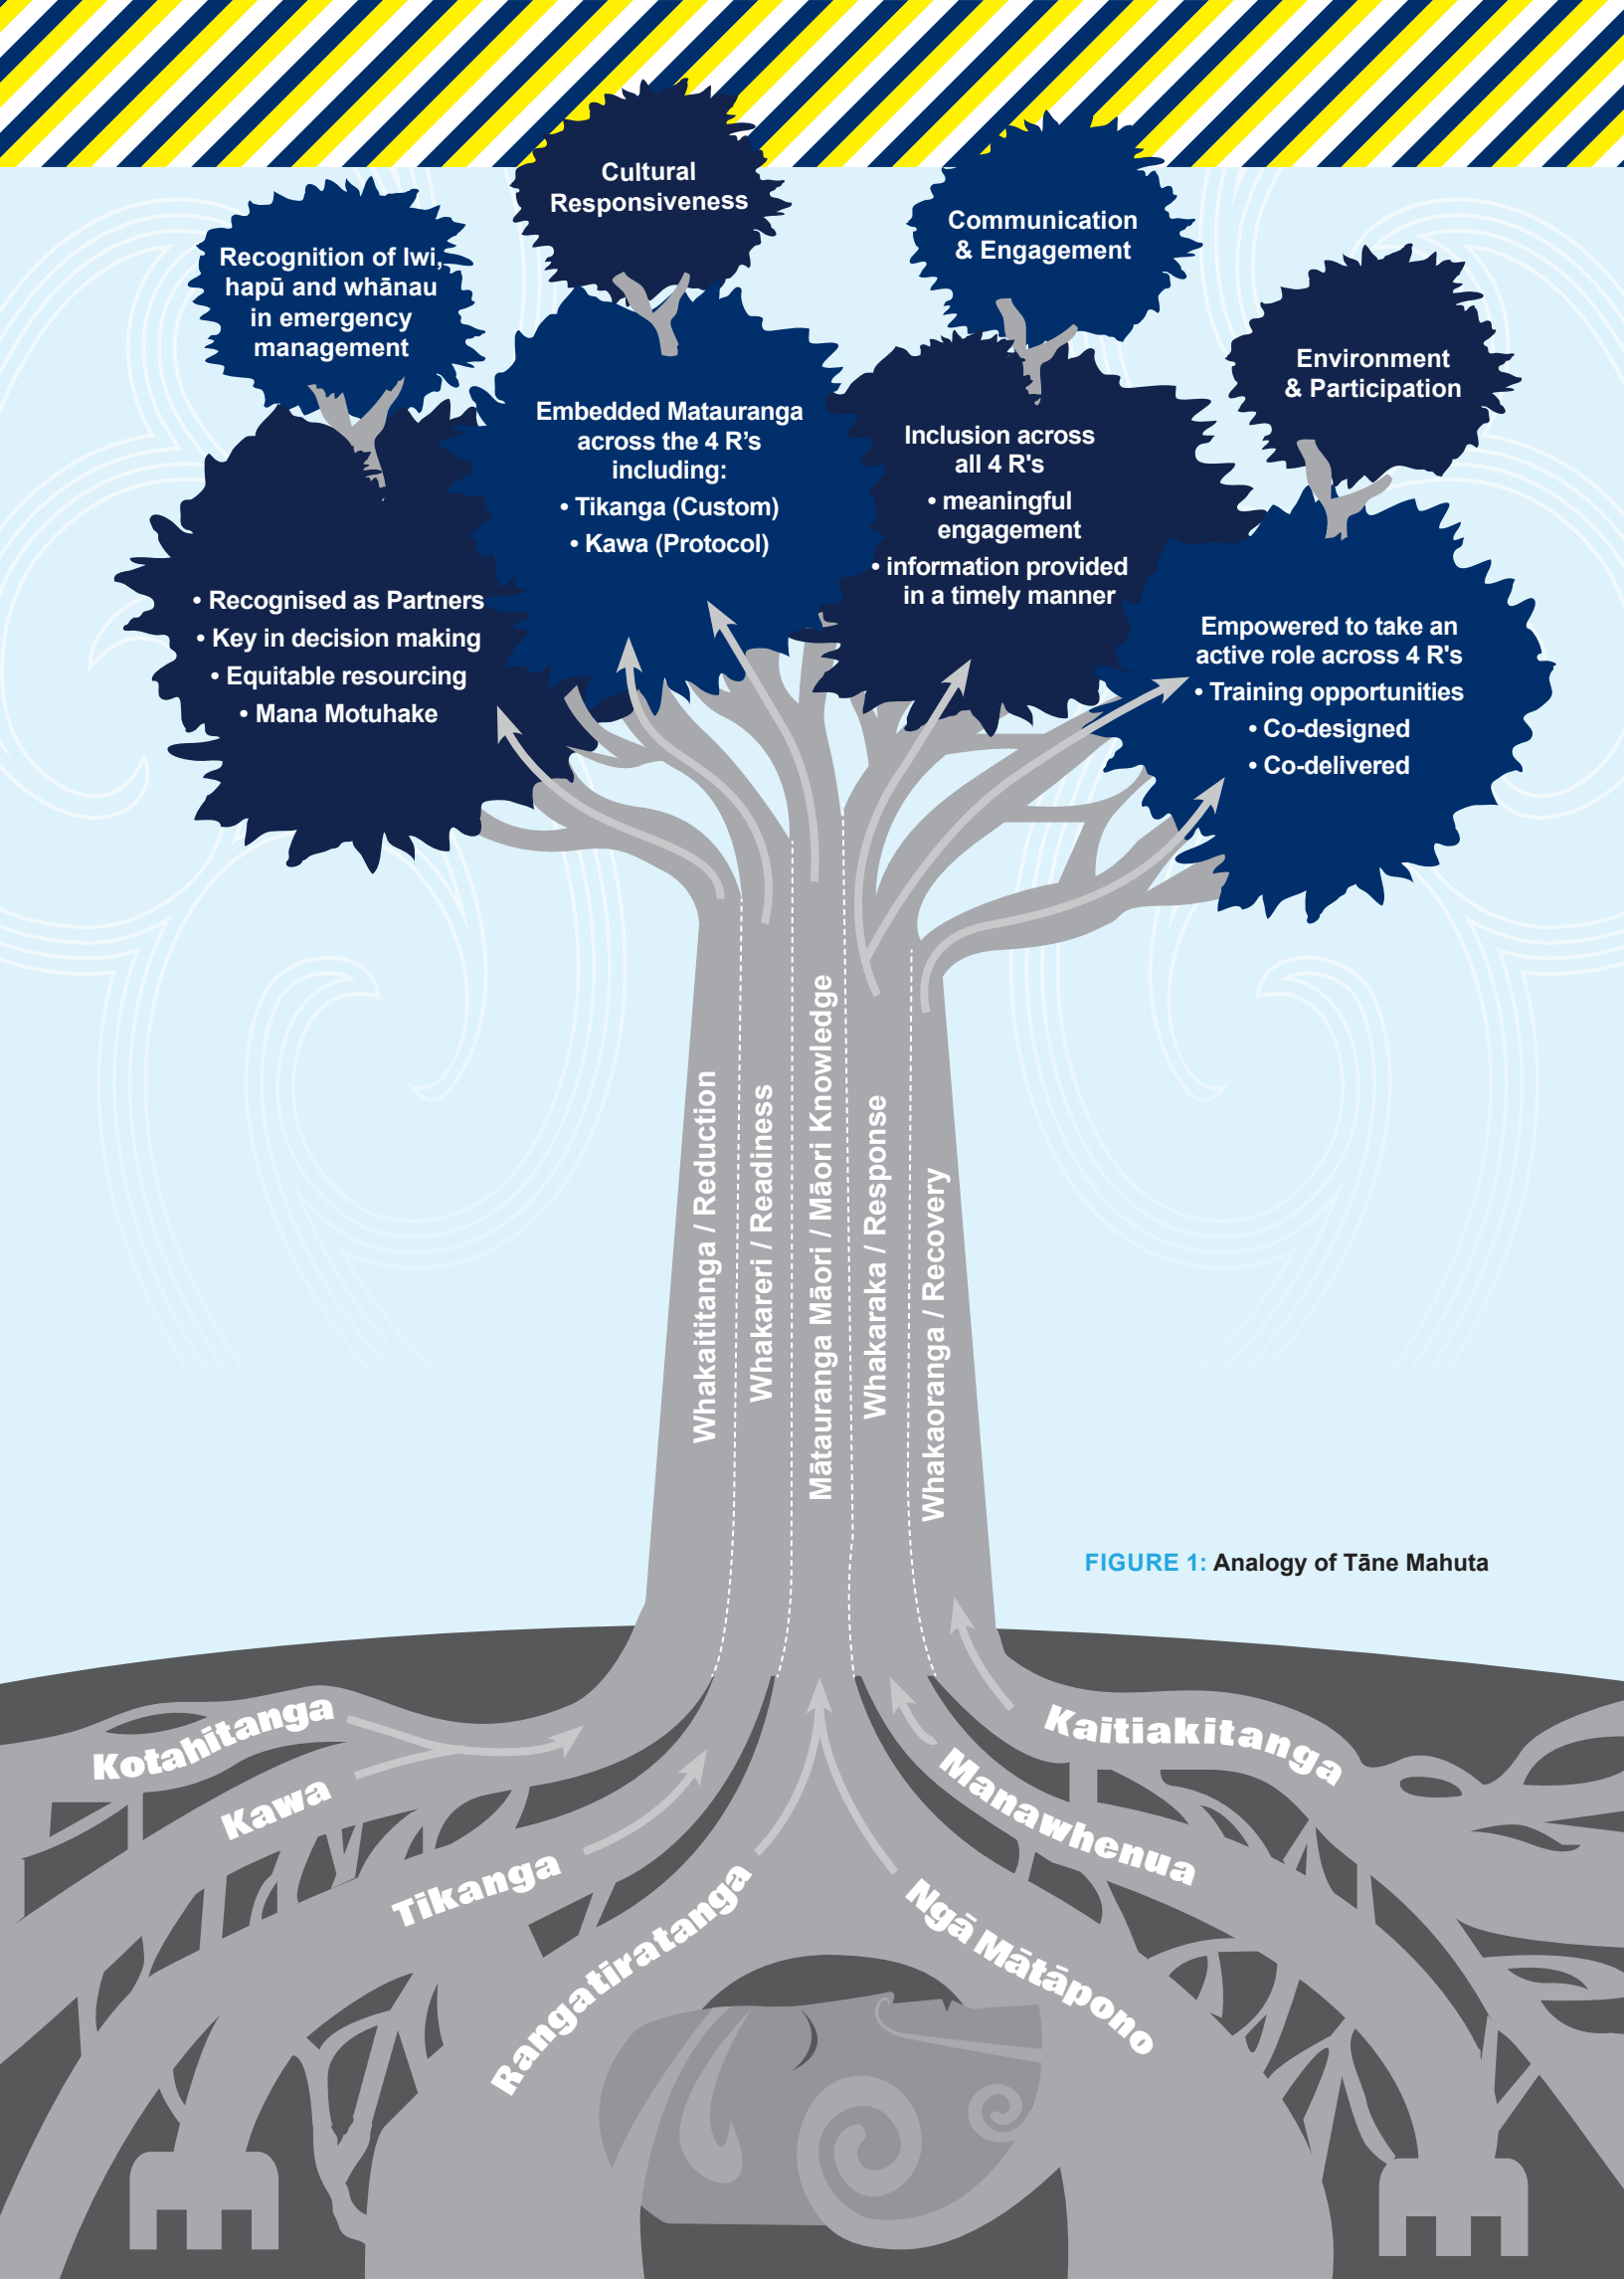 Cultural
Responsiveness
Communication
& Engagement
Recognition of Iwi,
hapū and whānau
in emergency
management
Environment
& Participation
Embedded Matauranga
across the 4 R’s
including:
• Tikanga (Custom)
• Kawa (Protocol)
Inclusion across
all 4 R's
• meaningful
engagement
• information provided
in a timely manner
• Recognised as Partners
• Key in decision making
• Equitable resourcing
• Mana Motuhake
Empowered to take an
active role across 4 R's
• Training opportunities
• Co-designed
• Co-delivered
Whakaititanga / Reduction
Whakareri / Readiness
Mātauranga Māori / Māori Knowledge
Whakaraka / Response
Whakaoranga / Recovery
FIGURE 1: Analogy of Tāne Mahuta
Kotahitanga
Kawa
Tikanga
Rangatiratanga
Ngā Mātāpono
Manawhenua
Kaitiakitanga